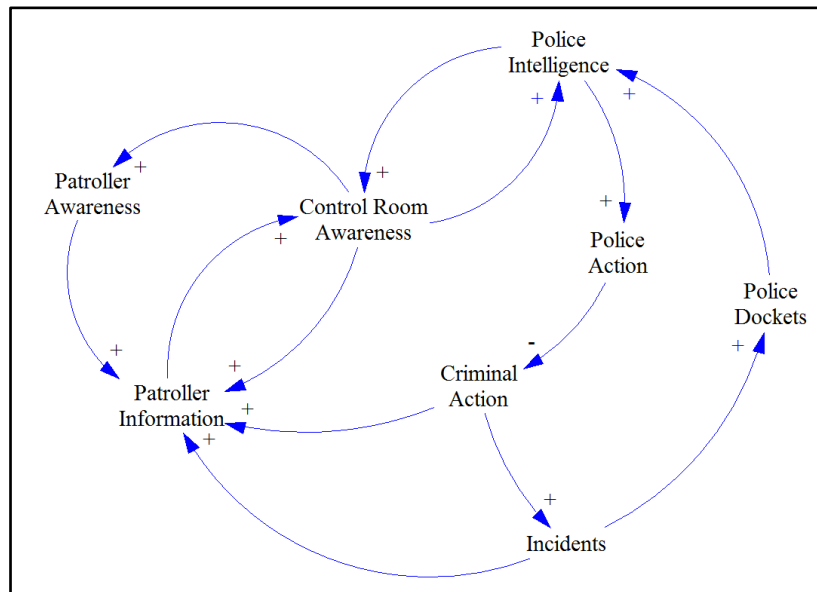 Police
Intelligence
+
+
+
Patroller
Awareness
+
Control Room
Awareness
+
+
Police
Action
Police
Dockets
+
-
+
+
Criminal
Action
Patroller
Information
+
+
+
Incidents